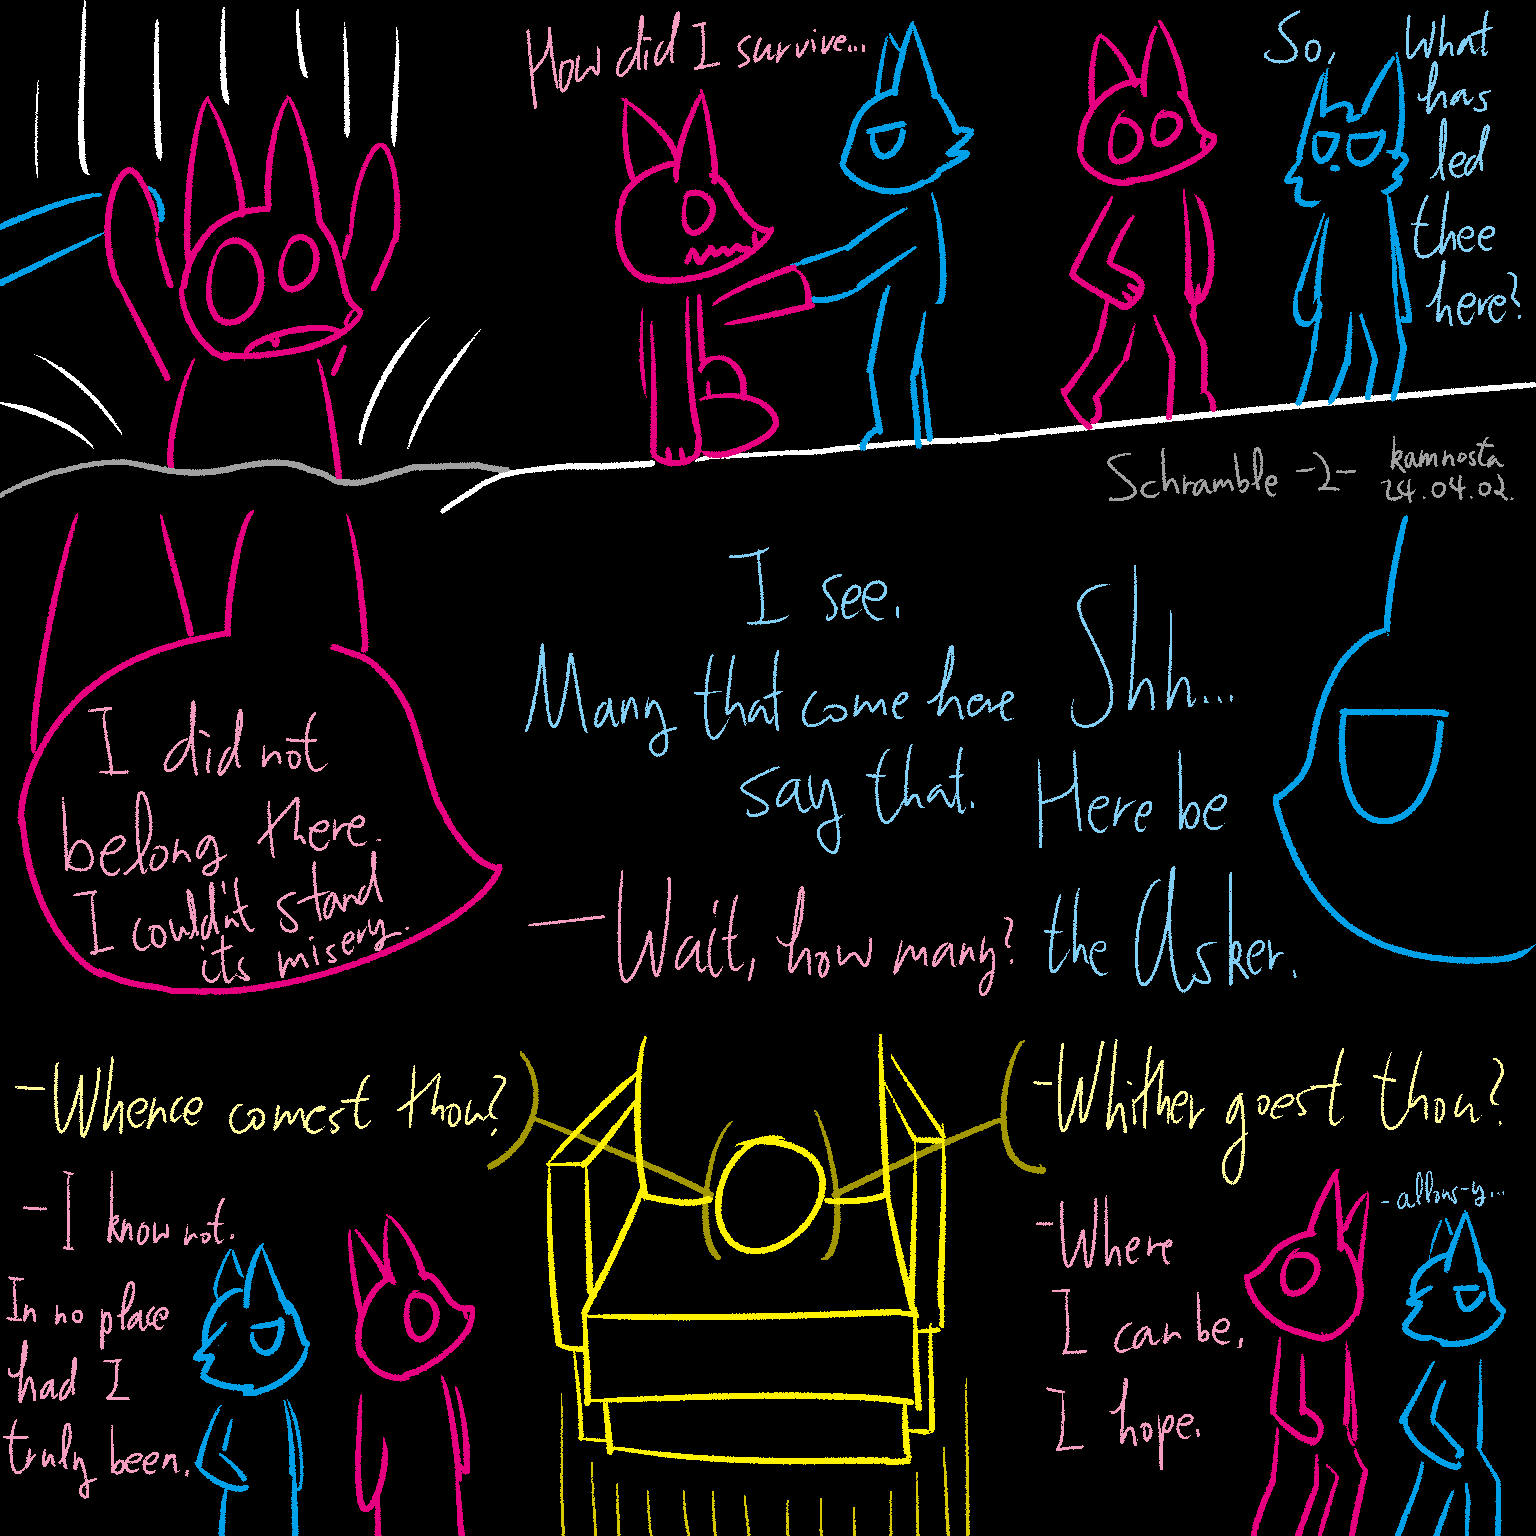 How did I survive...
So,
What
has
led
thee
here?
Schramble -2-
kamnosta
24.04.02.
I did not
belong there.
I couldn't stand
its misery.
I see.
Many that come here
say that.
— Wait, how many?
Shh...
Here be
the Asker.
-Whence comest thou?
-I know not.
In no place
had I
truly been.
-Whither goest thou?
-Where
I can be,
I hope.
-allons-y...